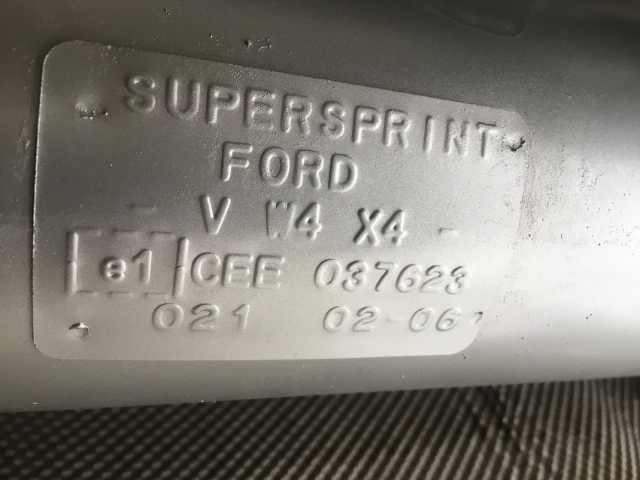 SUPERSPRINT
FORD
- V W4 X4 -
e1 CEE 037623
021 02-06